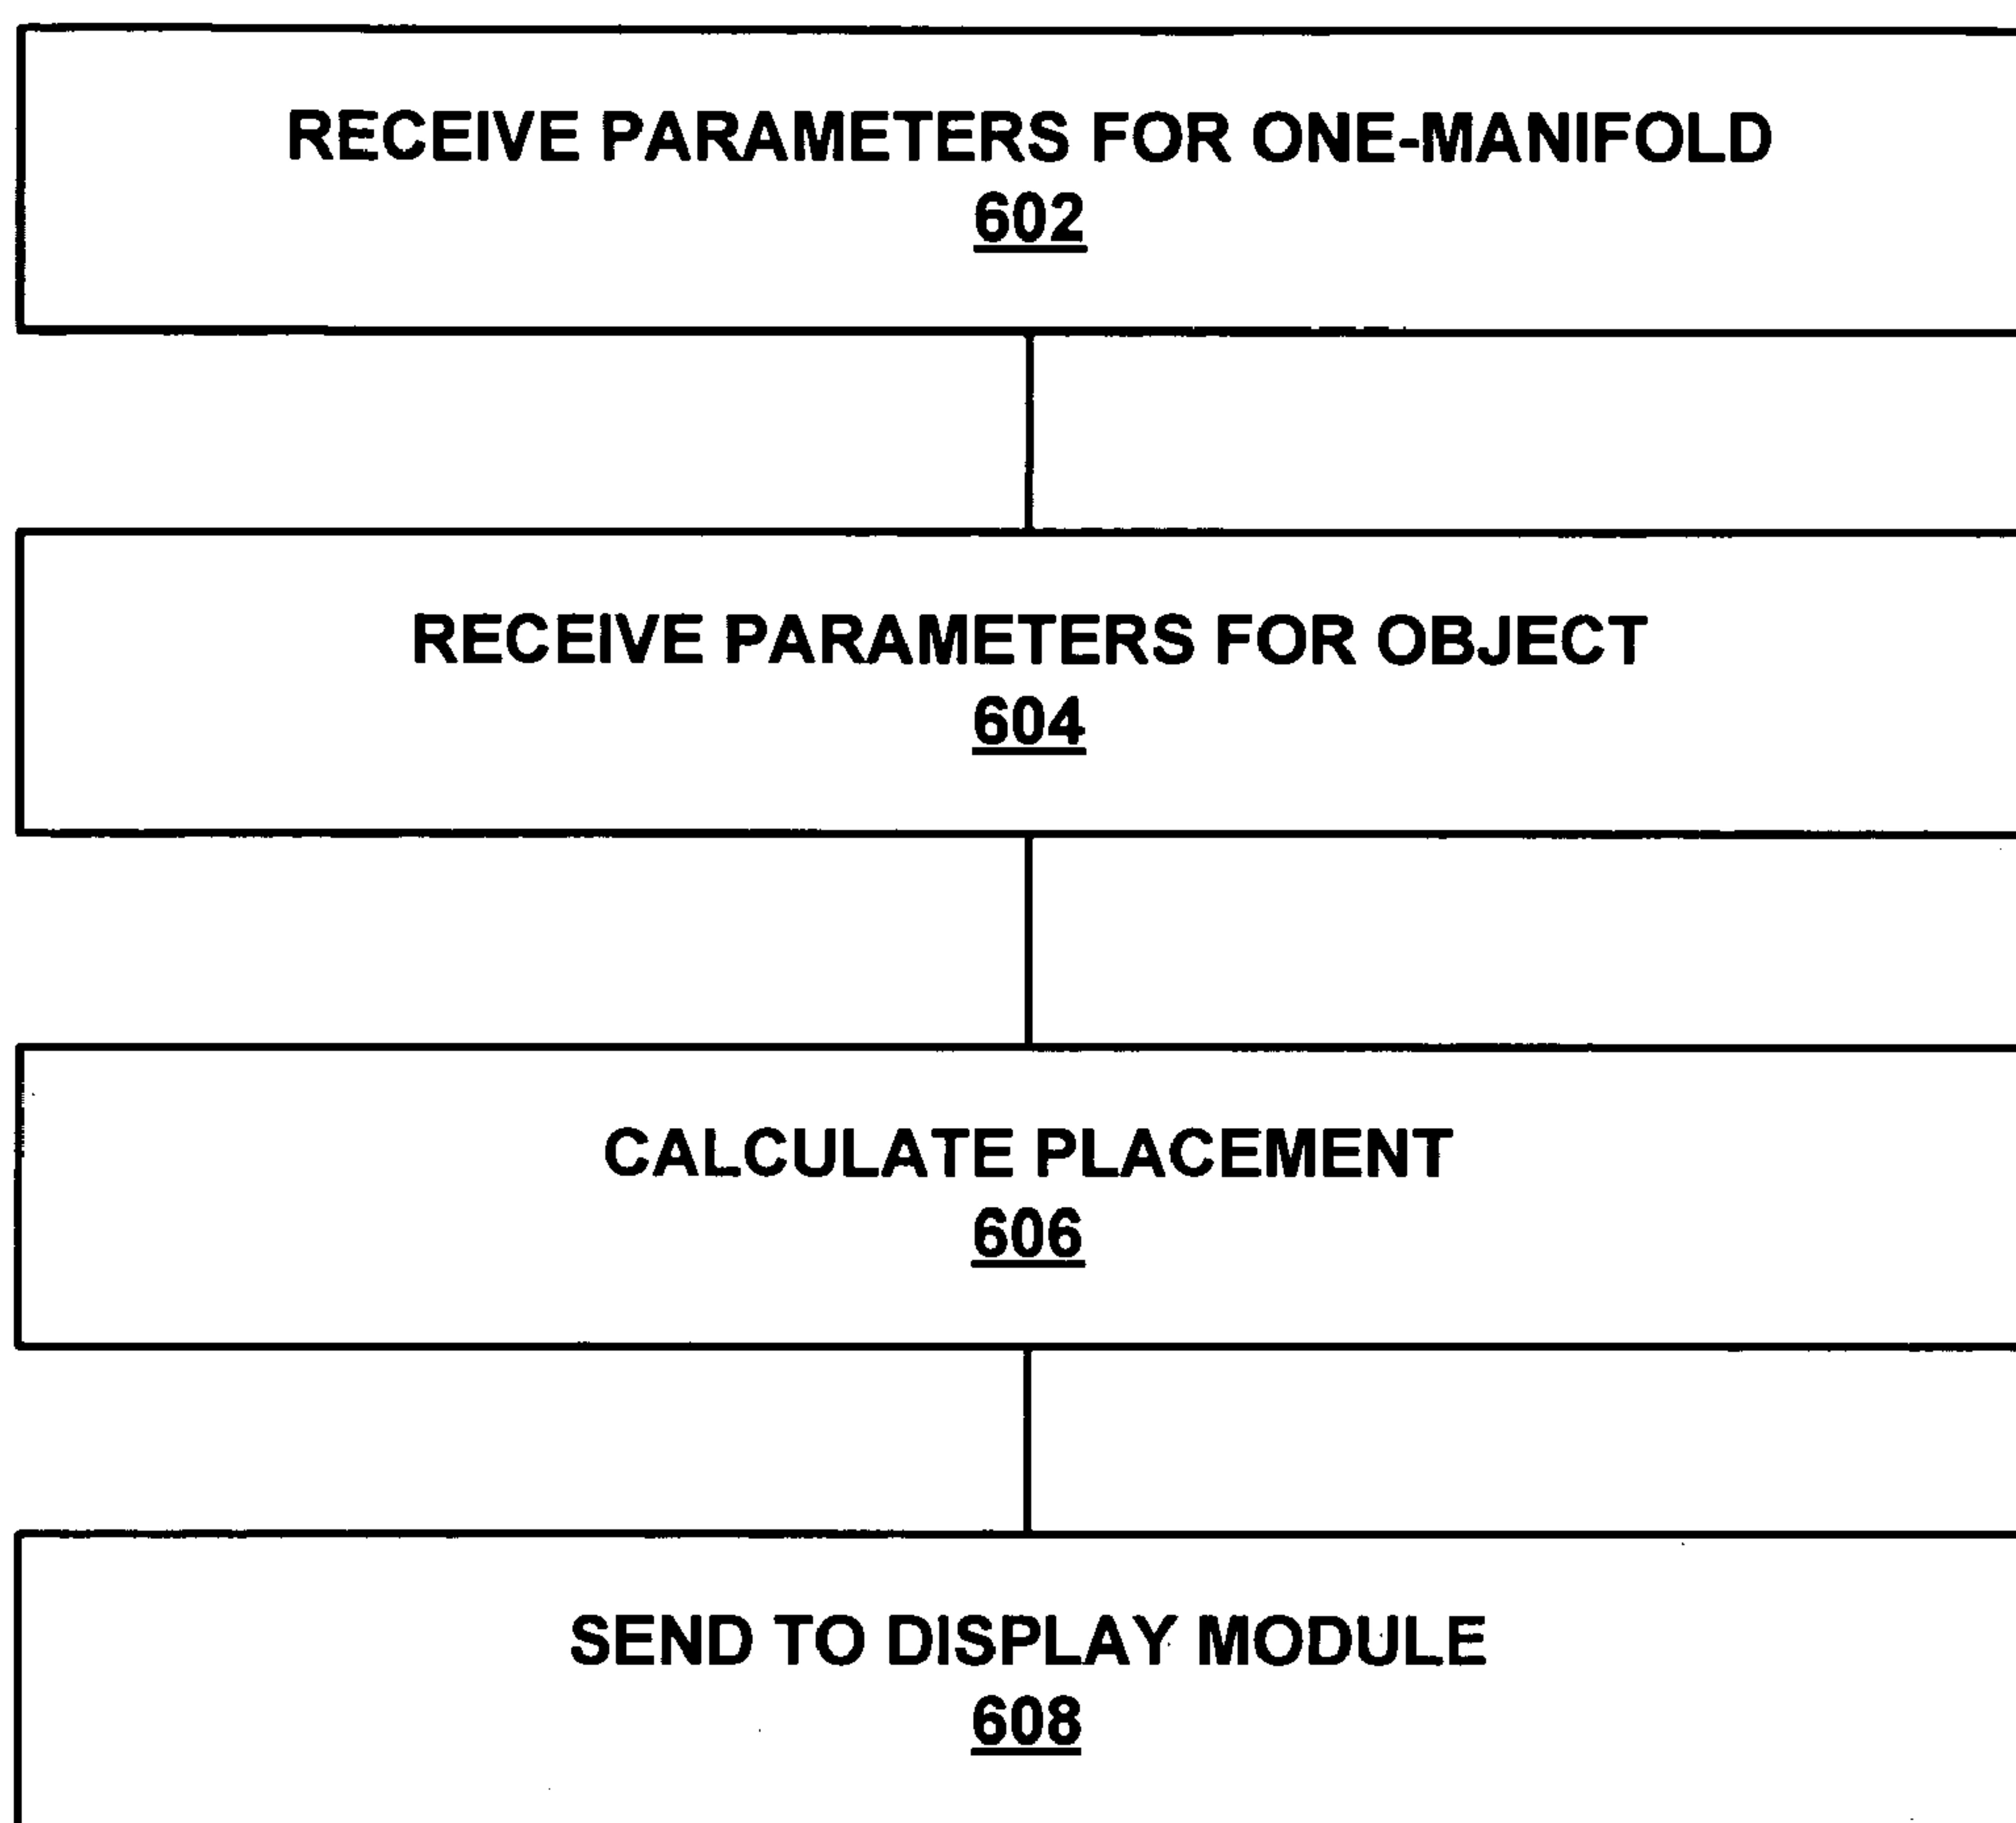 RECEIVE PARAMETERS FOR ONE-MANIFOLD
602
RECEIVE PARAMETERS FOR OBJECT
604
CALCULATE PLACEMENT
606
SEND TO DISPLAY MODULE
608